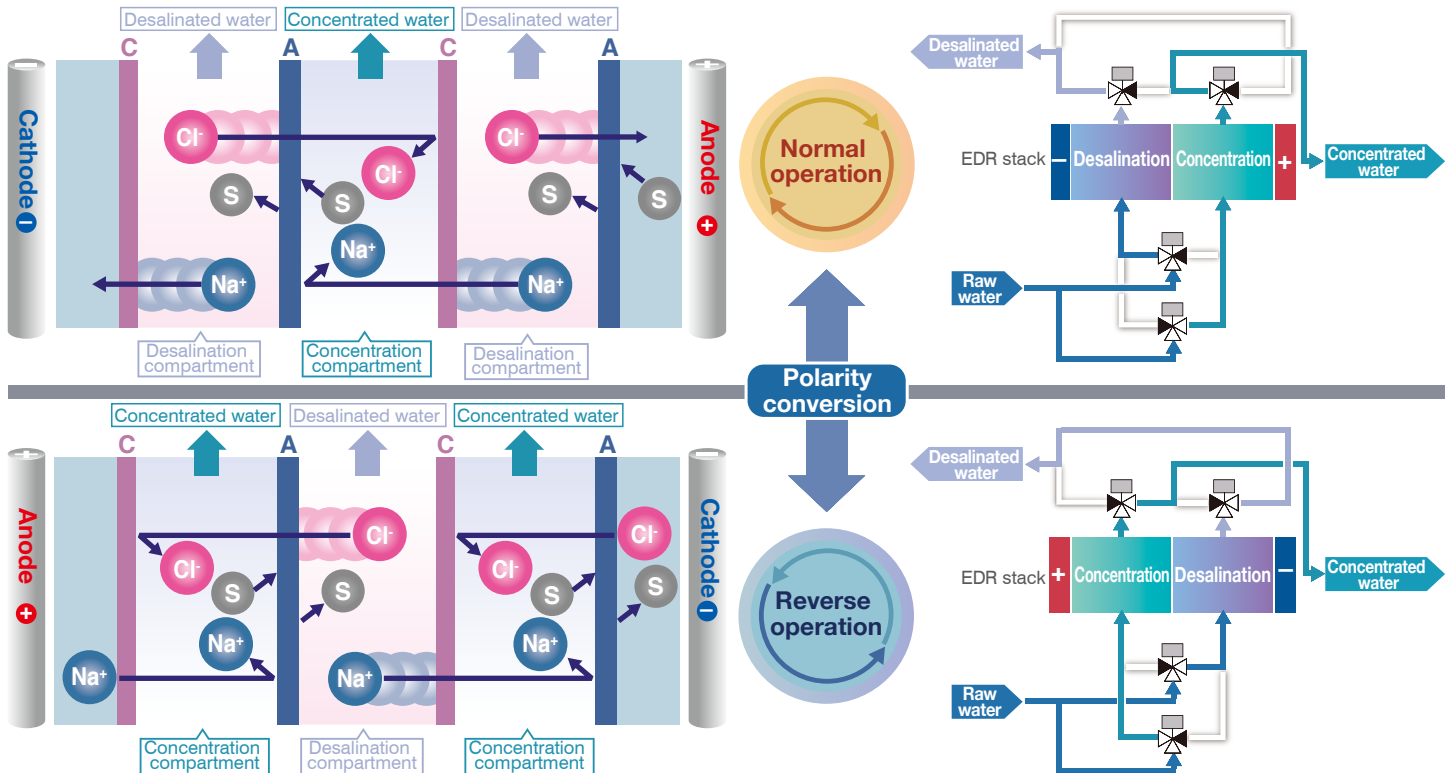 Desalinated water
Concentrated water
Desalinated water
C
A
C
A
Cathode −
Cl-
Cl-
Cl-
S
S
S
S
Na+
Na+
Na+
Anode +
Desalination
compartment
Concentration
compartment
Desalination
compartment
Normal
operation
Desalinated
water
EDR stack
−
Desalination
Concentration
+
Concentrated
water
Raw
water
Polarity
conversion
Concentrated water
Desalinated water
Concentrated water
C
A
C
A
+
Anode +
Cl-
Cl-
Cl-
Cl-
S
S
S
S
Na+
Na+
Na+
Na+
−
Cathode −
Concentration
compartment
Desalination
compartment
Concentration
compartment
Reverse
operation
Desalinated
water
EDR stack
+
Concentration
Desalination
−
Concentrated
water
Raw
water